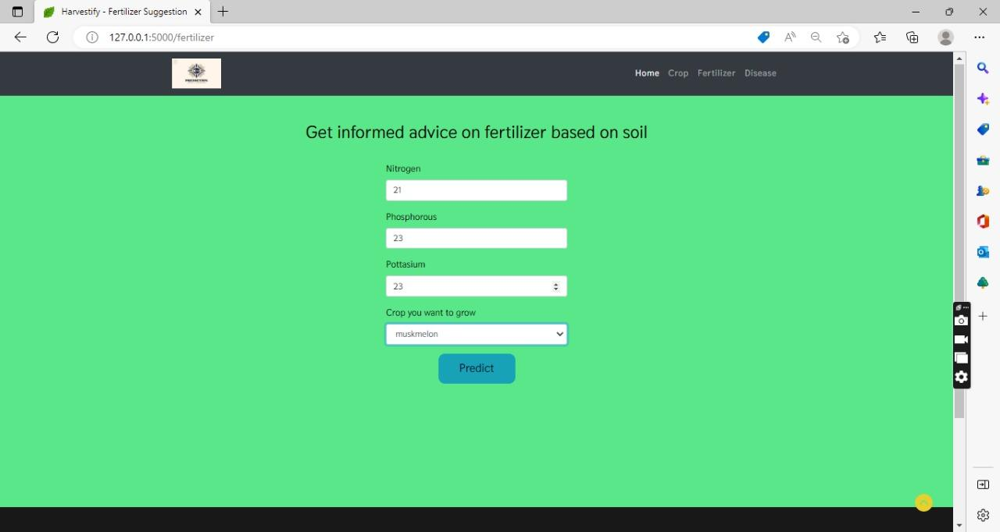 Harvestify - Fertilizer Suggestion
127.0.0.1:5000/fertilizer
PREDICTION
Home Crop Fertilizer Disease
Get informed advice on fertilizer based on soil
Nitrogen
21
Phosphorous
23
Pottasium
23
Crop you want to grow
muskmelon
Predict